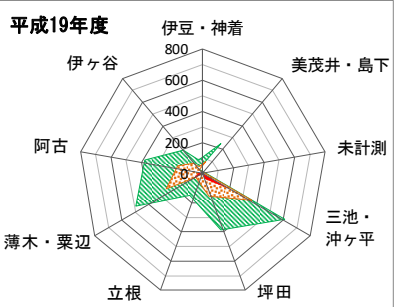 平成19年度
伊豆・神着
800
600
400
200
0
美茂井・島下
未計測
三池・
沖ヶ平
坪田
立根
薄木・粟辺
阿古
伊ヶ谷